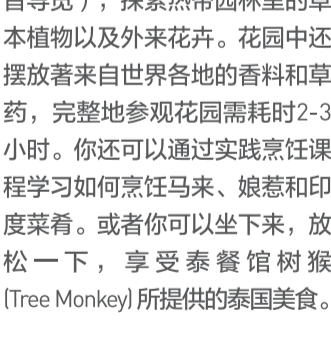 音导览），探索热带园林里的草
本植物以及外来花卉。花园中还
摆放著来自世界各地的香料和草
药，完整地参观花园需耗时2-3
小时。你还可以通过实践烹饪课
程学习如何烹饪马来、娘惹和印
度菜肴。或者你可以坐下来，放
松一下，享受泰餐馆树猴
(Tree Monkey) 所提供的泰国美食。